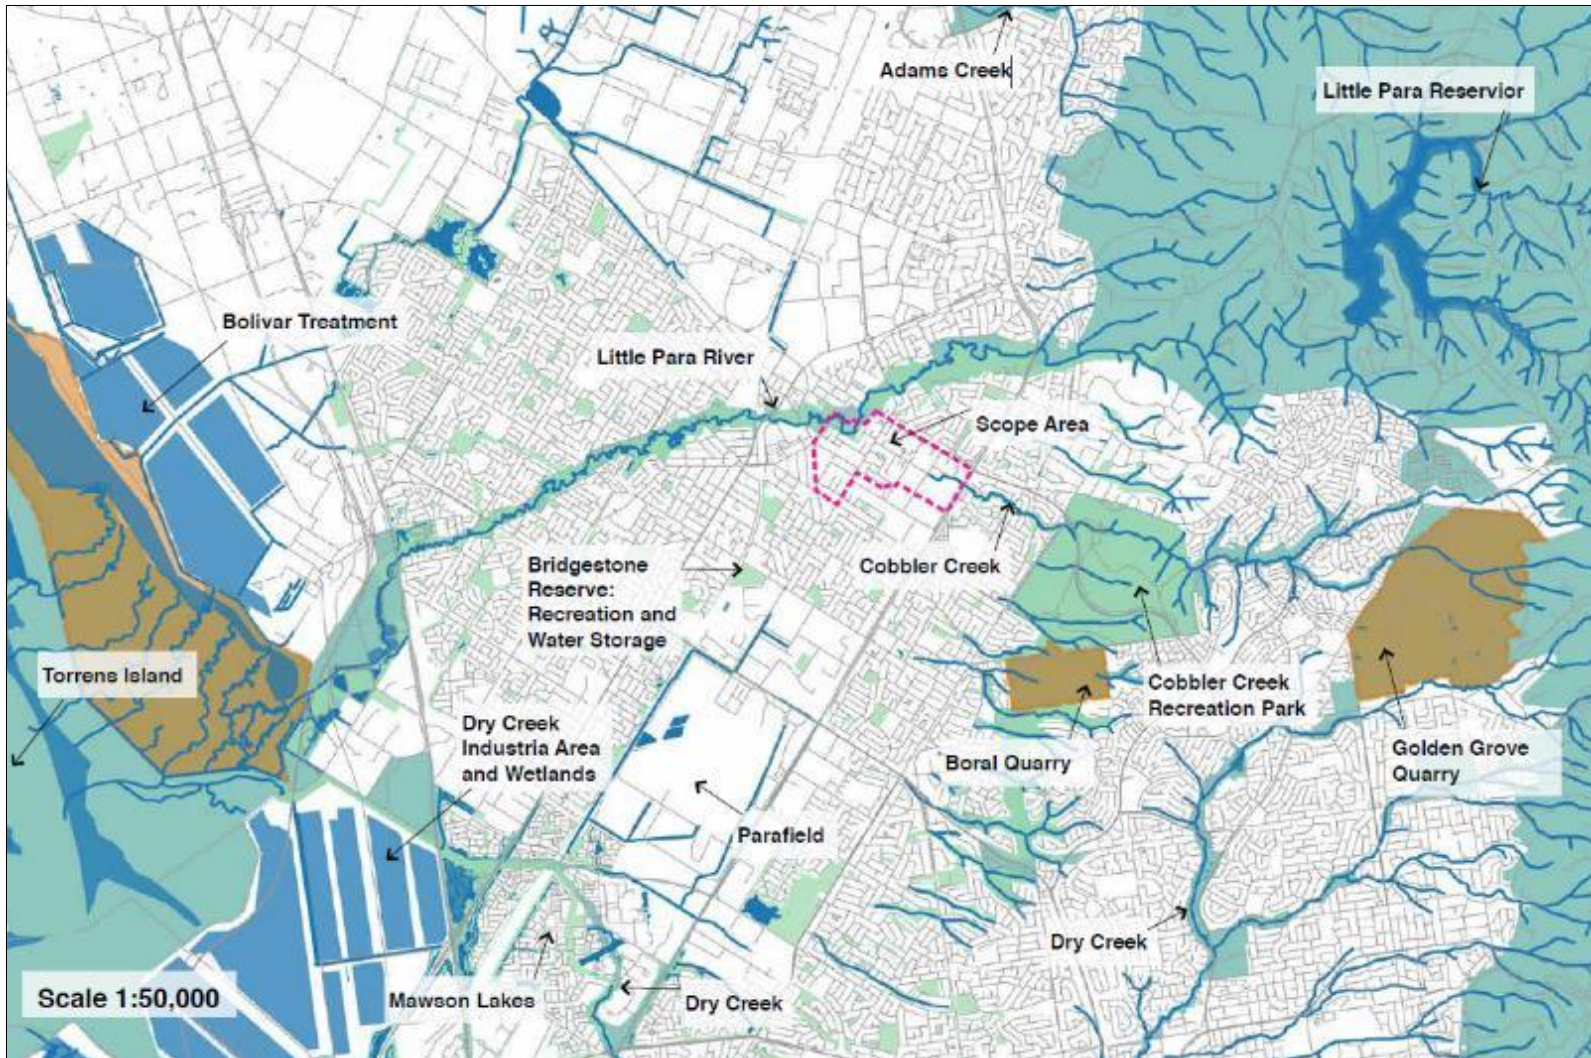 Adams Creek
Little Para Reservior
Bolivar Treatment
Little Para River
Scope Area
Bridgestone
Reserve:
Recreation and
Water Storage
Cobbler Creek
Torrens Island
Cobbler Creek
Recreation Park
Dry Creek
Industria Area
and Wetlands
Boral Quarry
Golden Grove
Quarry
Parafield
Dry Creek
Scale 1:50,000
Mawson Lakes
Dry Creek